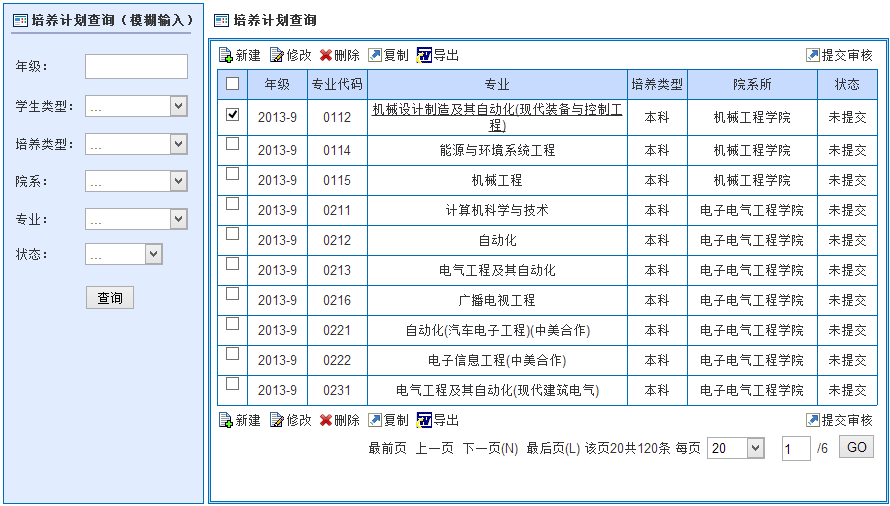 培养计划查询（模糊输入）
年级：
学生类型： ...
培养类型： ...
院系： ...
专业： ...
状态： ...
查询
培养计划查询
新建 修改 删除 复制 导出 提交审核
年级 专业代码 专业 培养类型 院系所 状态
2013-9 0112 机械设计制造及其自动化(现代装备与控制工程) 本科 机械工程学院 未提交
2013-9 0114 能源与环境系统工程 本科 机械工程学院 未提交
2013-9 0115 机械工程 本科 机械工程学院 未提交
2013-9 0211 计算机科学与技术 本科 电子电气工程学院 未提交
2013-9 0212 自动化 本科 电子电气工程学院 未提交
2013-9 0213 电气工程及其自动化 本科 电子电气工程学院 未提交
2013-9 0216 广播电视工程 本科 电子电气工程学院 未提交
2013-9 0221 自动化(汽车电子工程)(中美合作) 本科 电子电气工程学院 未提交
2013-9 0222 电子信息工程(中美合作) 本科 电子电气工程学院 未提交
2013-9 0231 电气工程及其自动化(现代建筑电气) 本科 电子电气工程学院 未提交
新建 修改 删除 复制 导出 提交审核
最前页 上一页 下一页(N) 最后页(L) 该页20共120条 每页 20 1 /6 GO